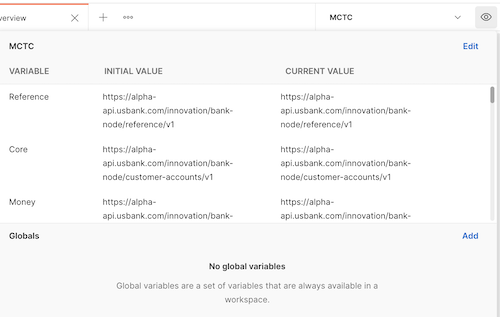 verview
MCTC
MCTC Edit
VARIABLE INITIAL VALUE CURRENT VALUE
Reference https://alpha- https://alpha-
api.usbank.com/innovation/bank- api.usbank.com/innovation/bank-
node/reference/v1 node/reference/v1
Core https://alpha- https://alpha-
api.usbank.com/innovation/bank- api.usbank.com/innovation/bank-
node/customer-accounts/v1 node/customer-accounts/v1
Money https://alpha- https://alpha-
api.usbank.com/innovation/bank- api.usbank.com/innovation/bank-
Globals Add
No global variables
Global variables are a set of variables that are always available in a
workspace.